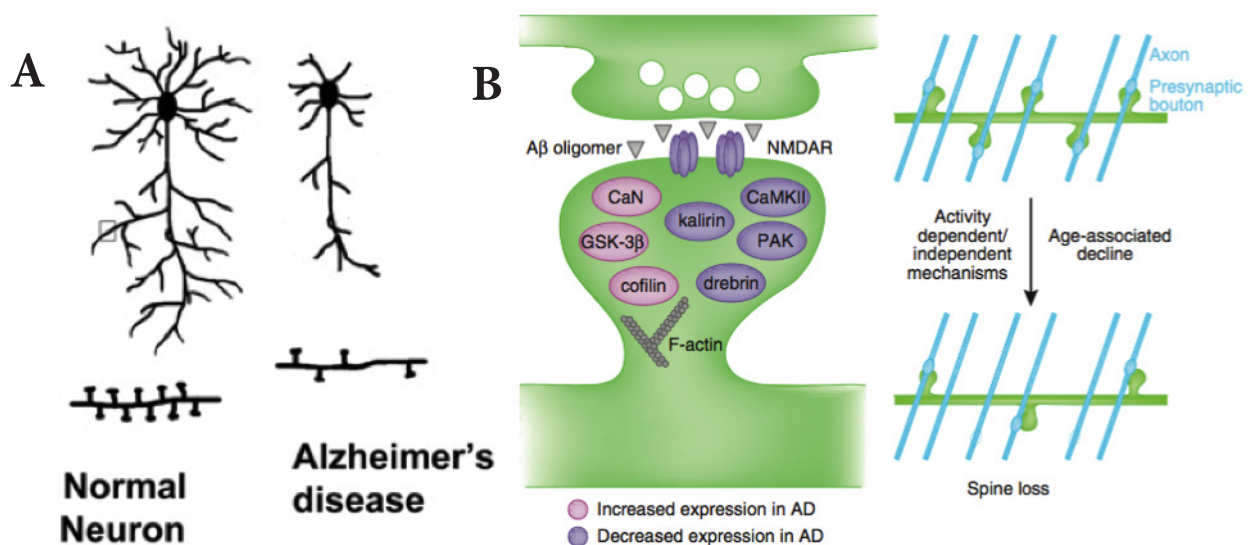 A
Normal
Neuron
Alzheimer's
disease
B
Aβ oligomer
NMDAR
CaN
CaMKII
kalirin
GSK-3β
PAK
cofilin
drebrin
F-actin
Increased expression in AD
Decreased expression in AD
Axon
Presynaptic
bouton
Activity
dependent/
independent
mechanisms
Age-associated
decline
Spine loss